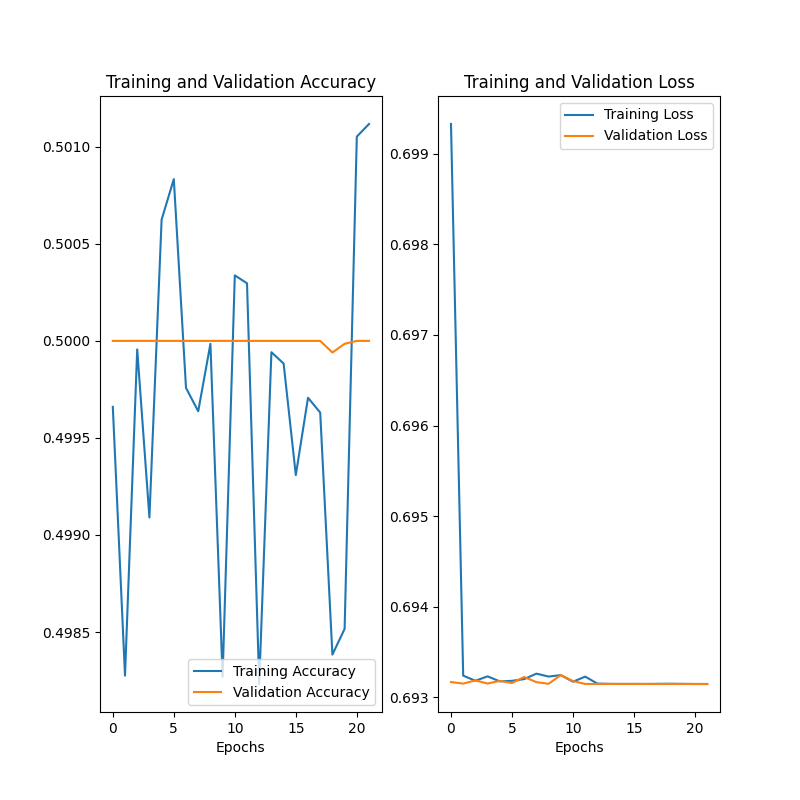 Training and Validation Accuracy
0.5010
0.5005
0.5000
0.4995
0.4990
0.4985
Training Accuracy
Validation Accuracy
0 5 10 15 20
Epochs
Training and Validation Loss
Training Loss
Validation Loss
0.699
0.698
0.697
0.696
0.695
0.694
0.693
0 5 10 15 20
Epochs